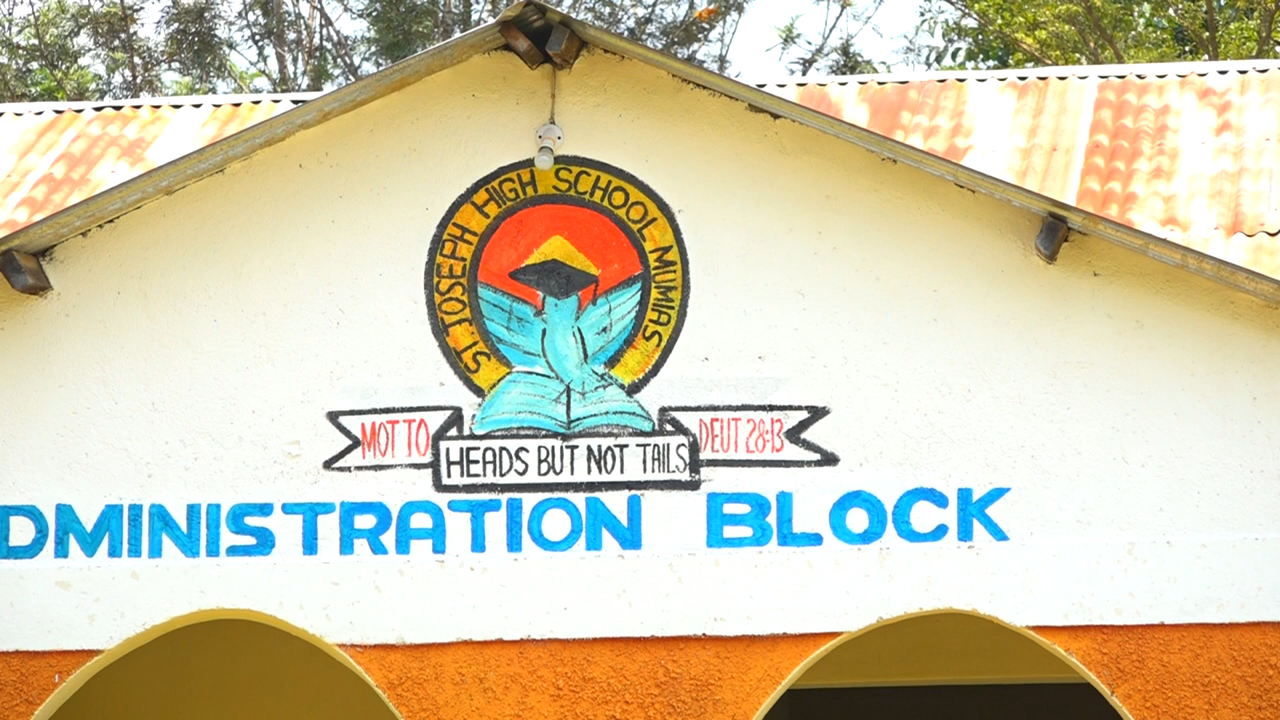 ST. JOSEPH HIGH SCHOOL MUMIAS
MOTTO
HEADS BUT NOT TAILS
DEUT 28:13
DMINISTRATION BLOCK